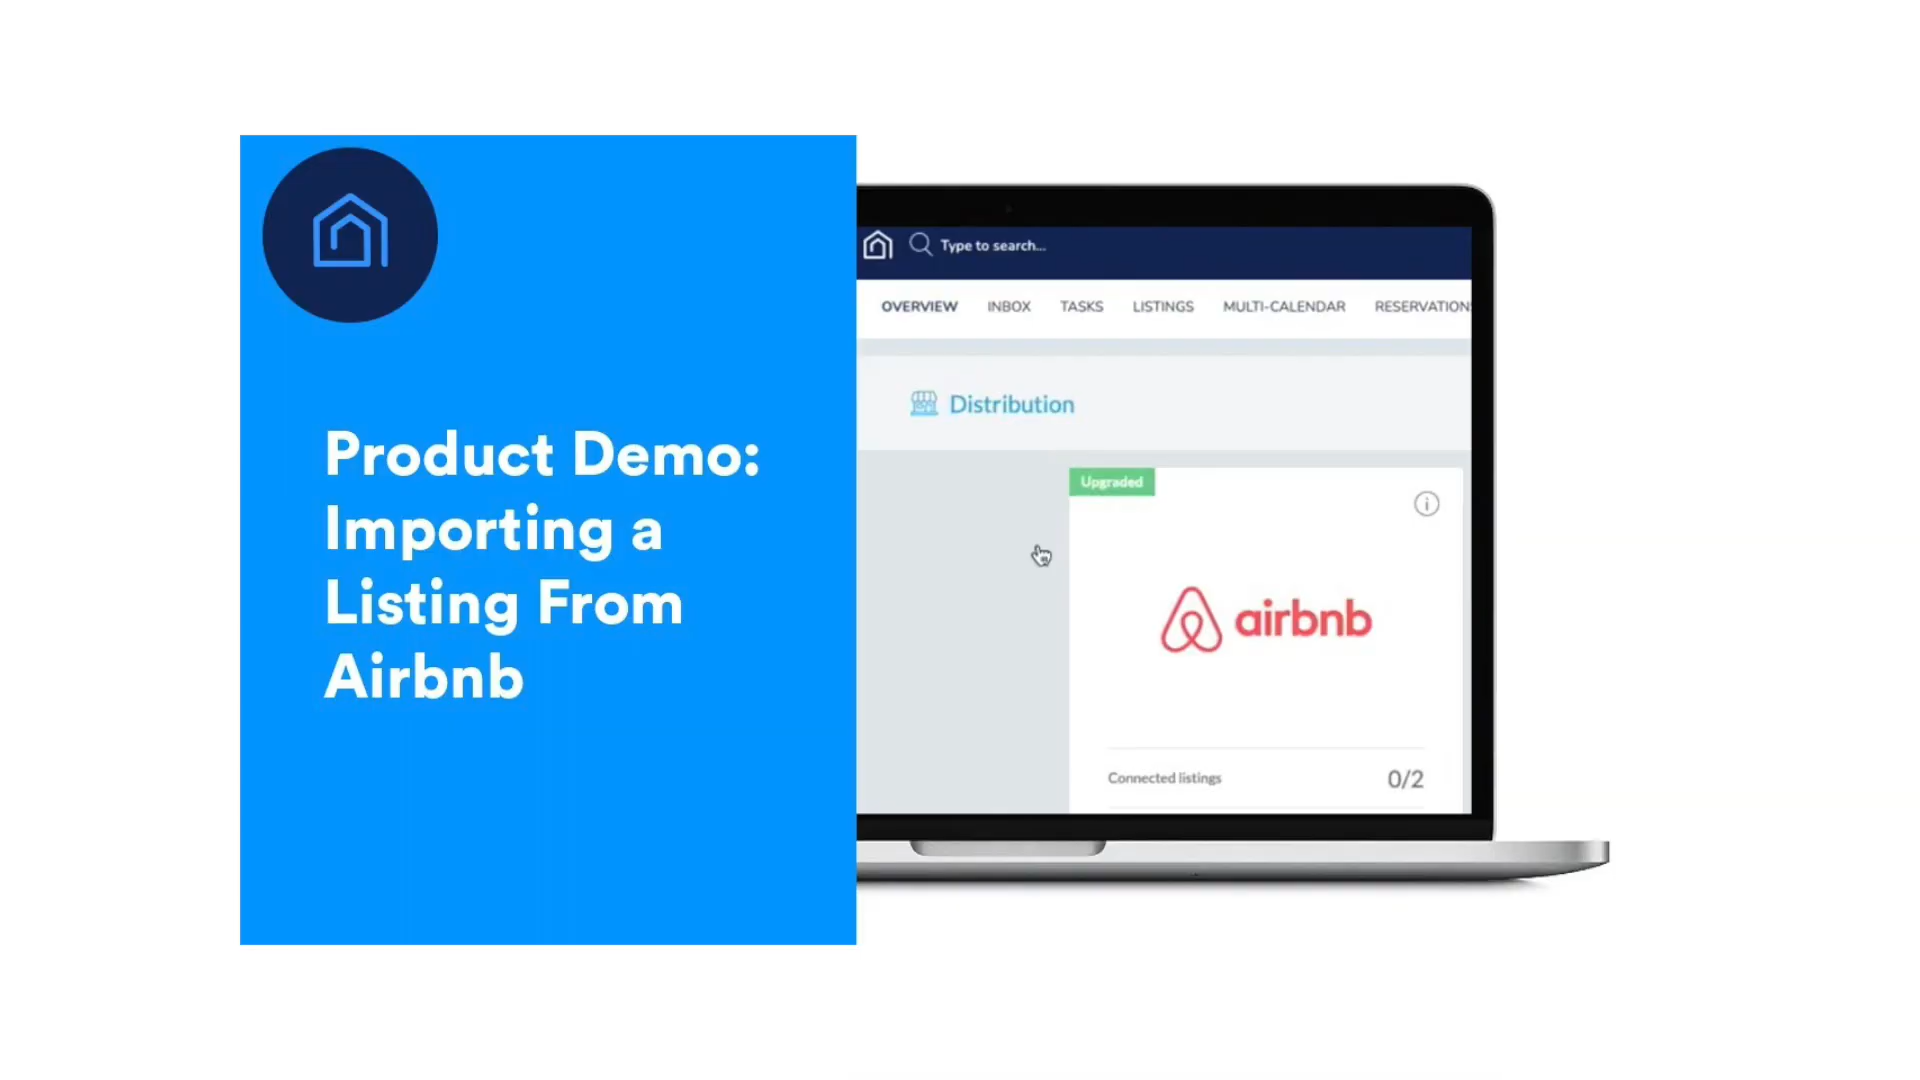 Product Demo:
Importing a
Listing From
Airbnb
Type to search...
OVERVIEW INBOX TASKS LISTINGS MULTI-CALENDAR RESERVATIONS
Distribution
Upgraded
airbnb
Connected listings 0/2